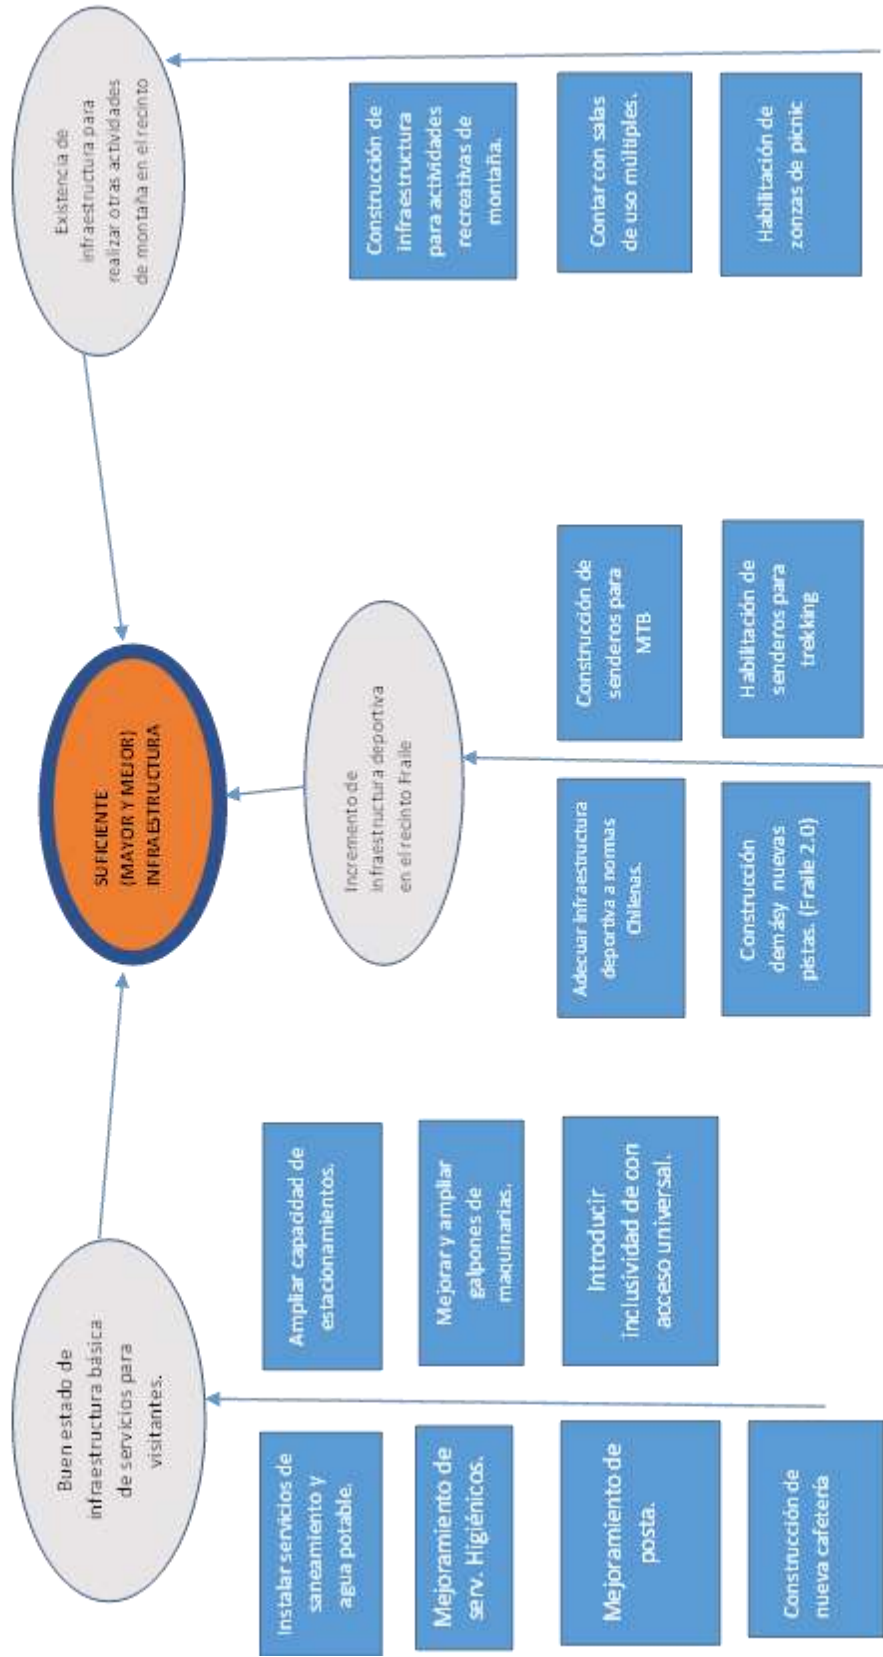 Buen estado de
infraestructura básica
de servicios para
visitantes.
SUFICIENTE
(MAYOR Y MEJOR)
INFRAESTRUCTURA
Existencia de
infraestructura para
realizar otras actividades
de montaña en el recinto
Incremento de
infraestructura deportiva
en el recinto Fraile
Instalar servicios de
saneamiento y
agua potable.
Ampliar capacidad de
estacionamientos.
Mejoramiento de
serv. Higiénicos.
Mejorar y ampliar
galpones de
maquinarias.
Mejoramiento de
posta.
Introducir
inclusividad de con
acceso universal.
Construcción de
nueva cafetería
Adecuar infraestructura
deportiva a normas
Chilenas.
Construcción de
senderos para
MTB
Construcción
demásy nuevas
pistas. (Fraile 2.0)
Habilitación de
senderos para
trekking
Construcción de
infraestructura
para actividades
recreativas de
montaña.
Contar con salas
de uso múltiples.
Habilitación de
zonzas de picnic